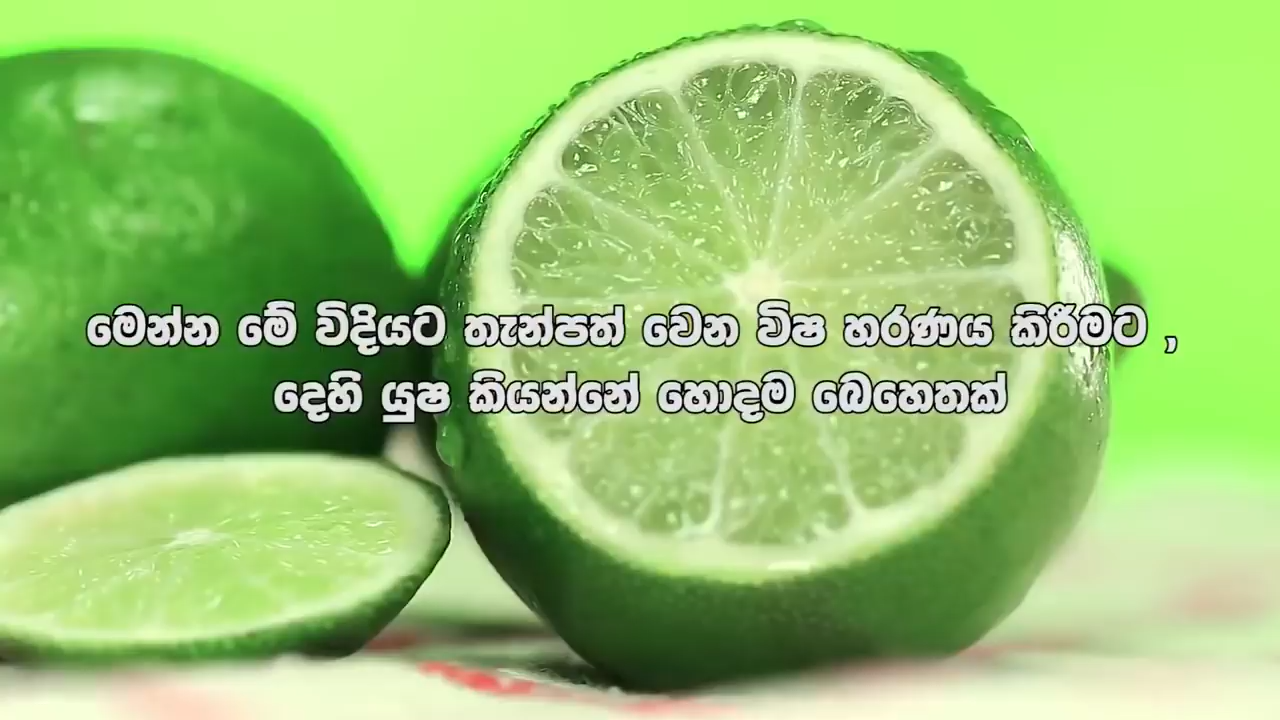 මෙන්න මේ විදියට තැන්පත් වෙන විෂ හරණය කිරීමට ,
දෙහි යුෂ කියන්නේ හොදම බෙහෙතක්